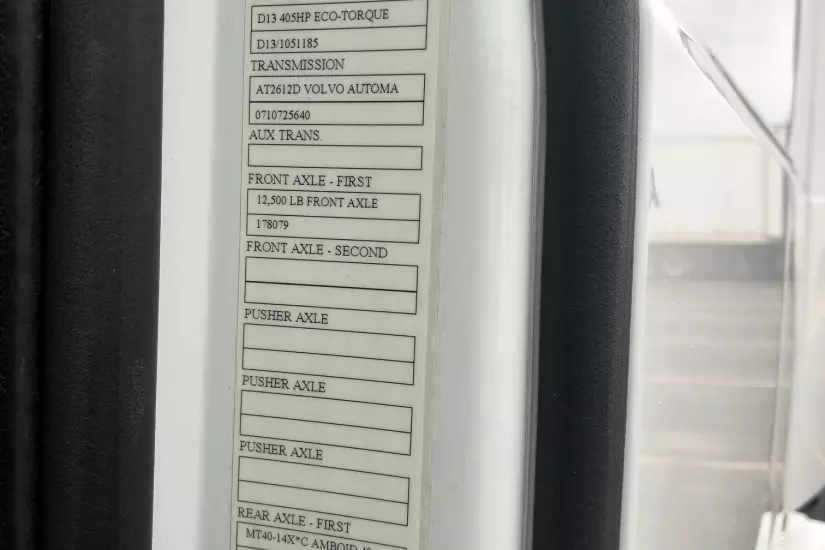 D13 405HP ECO-TORQUE
D13/1051185
TRANSMISSION
AT2612D VOLVO AUTOMA
0710725640
AUX TRANS.
FRONT AXLE - FIRST
12,500 LB FRONT AXLE
178079
FRONT AXLE - SECOND
PUSHER AXLE
PUSHER AXLE
PUSHER AXLE
REAR AXLE - FIRST
MT40-14X*C AMBOID 40